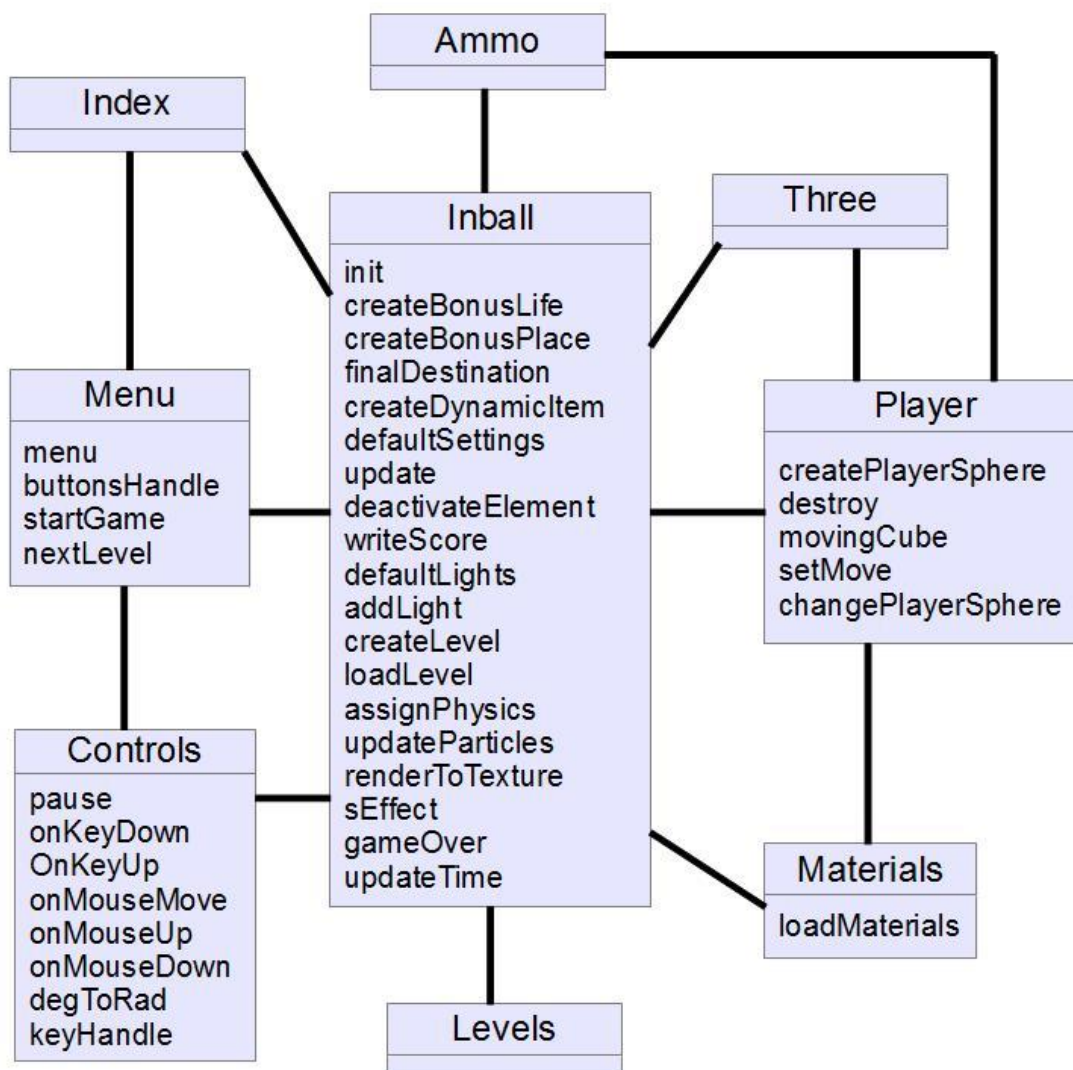 Ammo
Index
Three
Inball
init
createBonusLife
createBonusPlace
finalDestination
createDynamicItem
defaultSettings
update
deactivateElement
writeScore
defaultLights
addLight
createLevel
loadLevel
assignPhysics
updateParticles
renderToTexture
sEffect
gameOver
updateTime
Menu
menu
buttonsHandle
startGame
nextLevel
Player
createPlayerSphere
destroy
movingCube
setMove
changePlayerSphere
Controls
pause
onKeyDown
OnKeyUp
onMouseMove
onMouseUp
onMouseDown
degToRad
keyHandle
Materials
loadMaterials
Levels